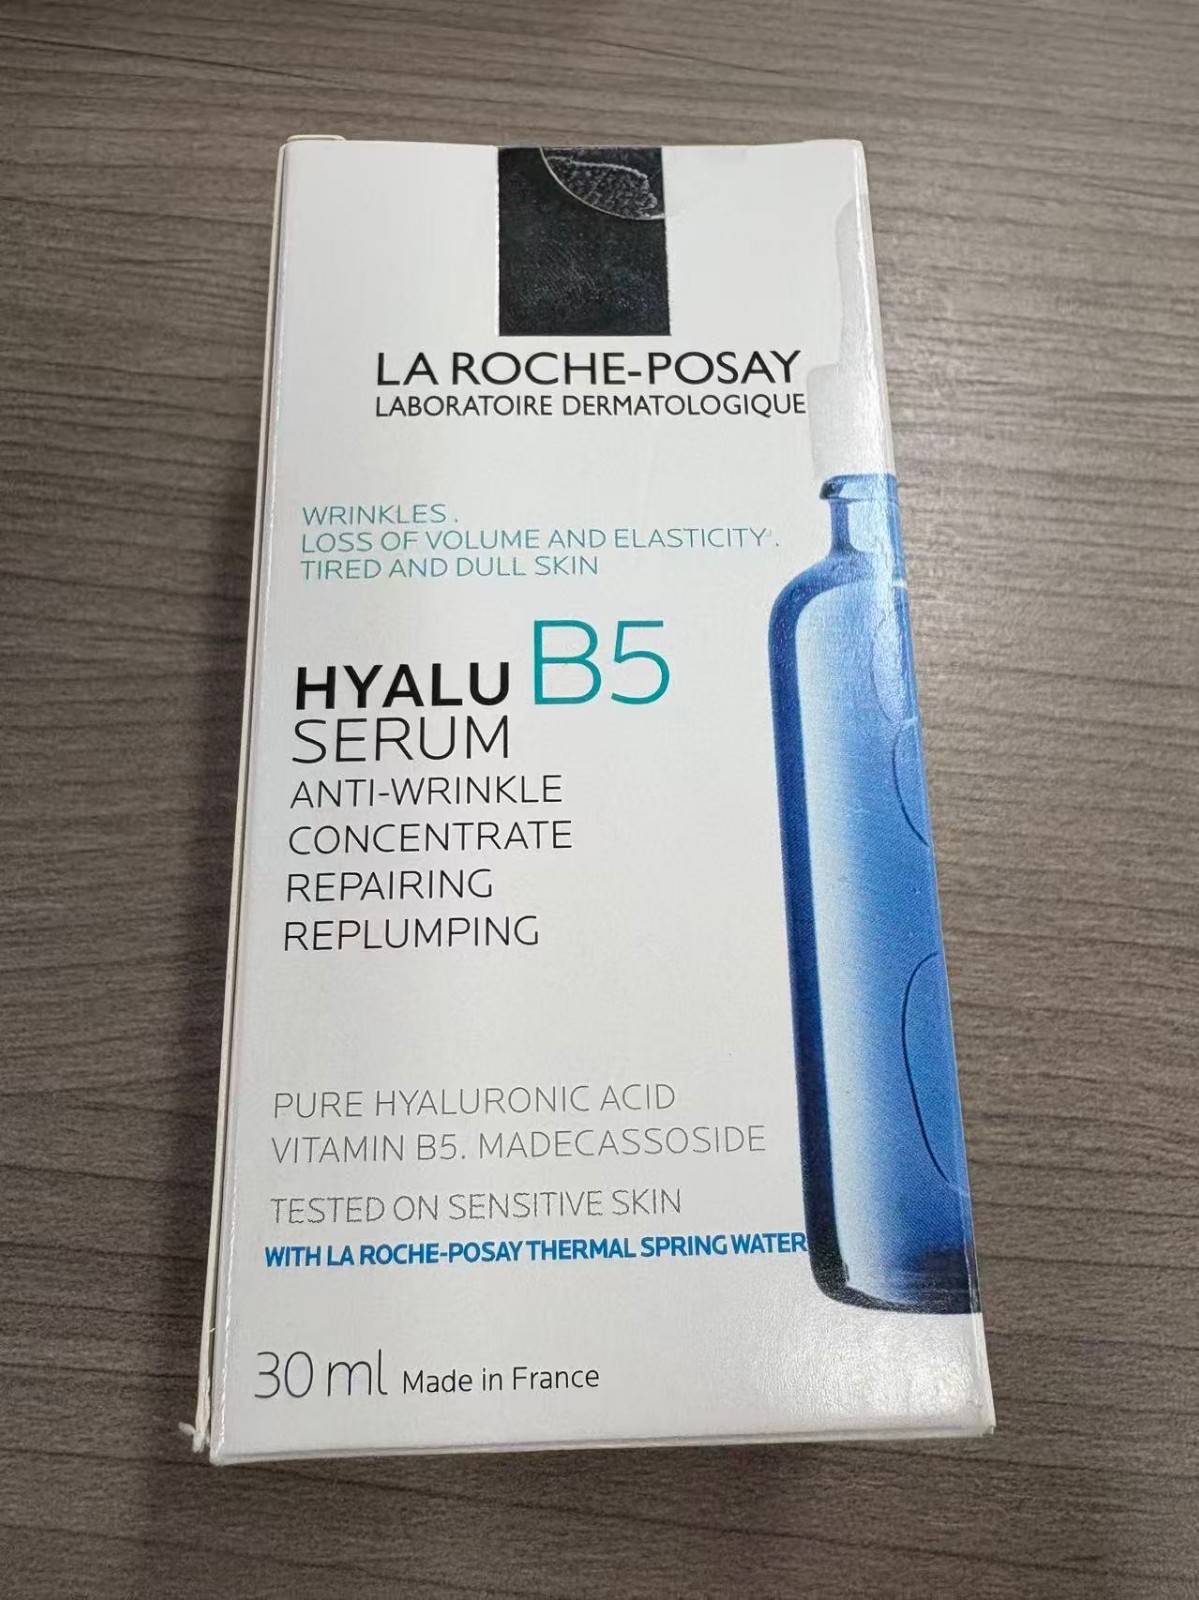 LA ROCHE-POSAY
LABORATOIRE DERMATOLOGIQUE
WRINKLES.
LOSS OF VOLUME AND ELASTICITY.
TIRED AND DULL SKIN
HYALU B5
SERUM
ANTI-WRINKLE
CONCENTRATE
REPAIRING
REPLUMPING
PURE HYALURONIC ACID
VITAMIN B5. MADECASSOSIDE
TESTED ON SENSITIVE SKIN
WITH LA ROCHE-POSAY THERMAL SPRING WATER
30 ml Made in France